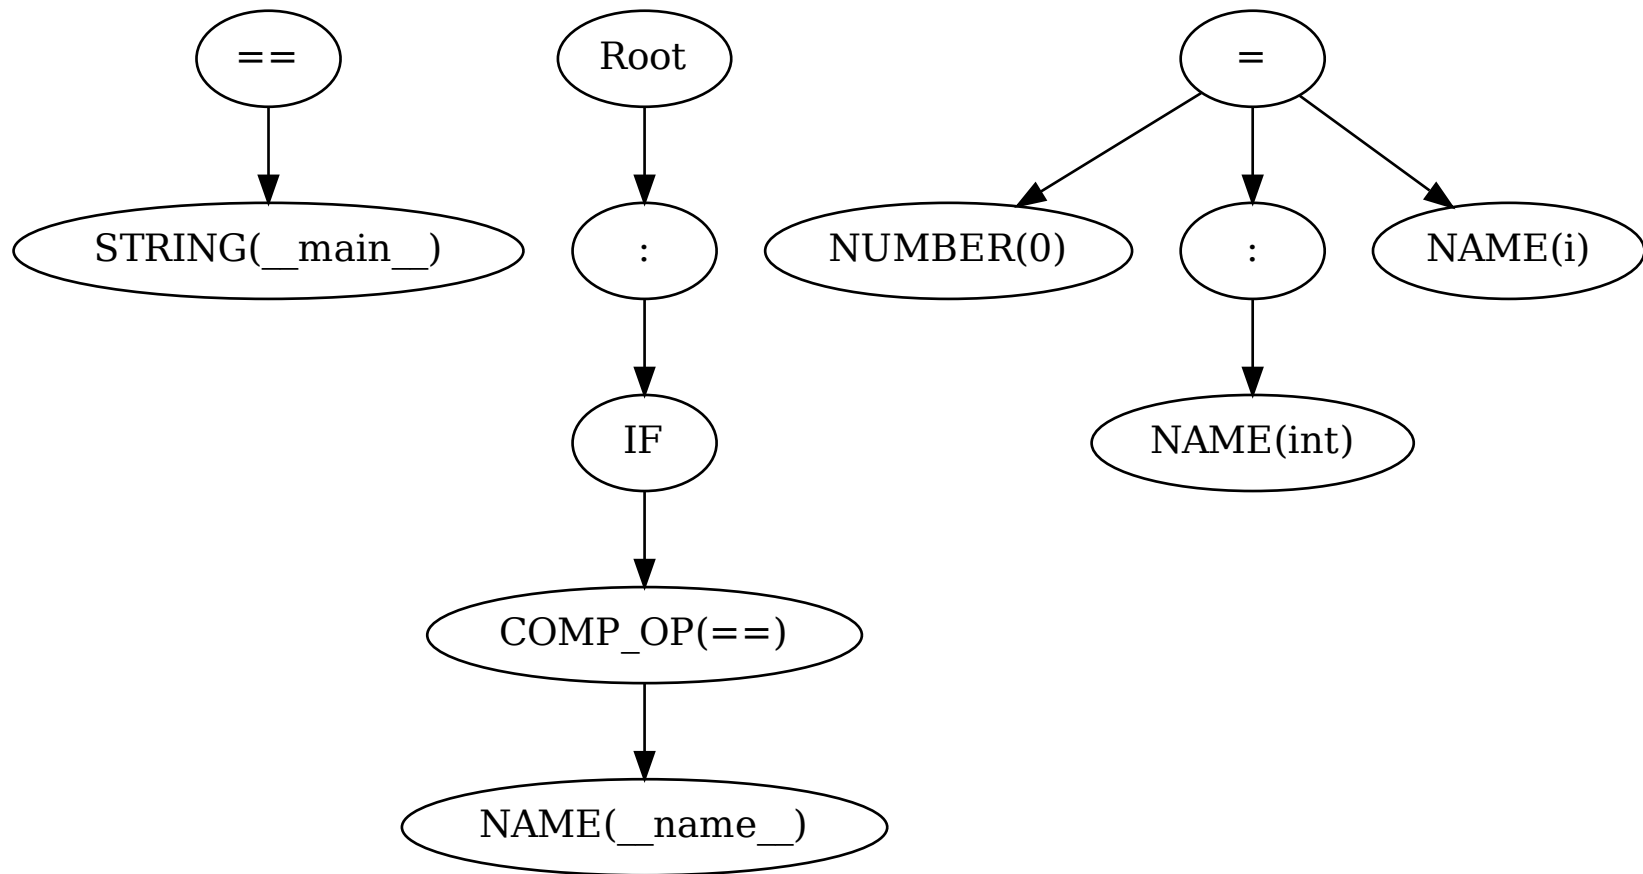 ==
Root
=
STRING(__main__)
:
NUMBER(0)
:
NAME(i)
IF
NAME(int)
COMP_OP(==)
NAME(__name__)